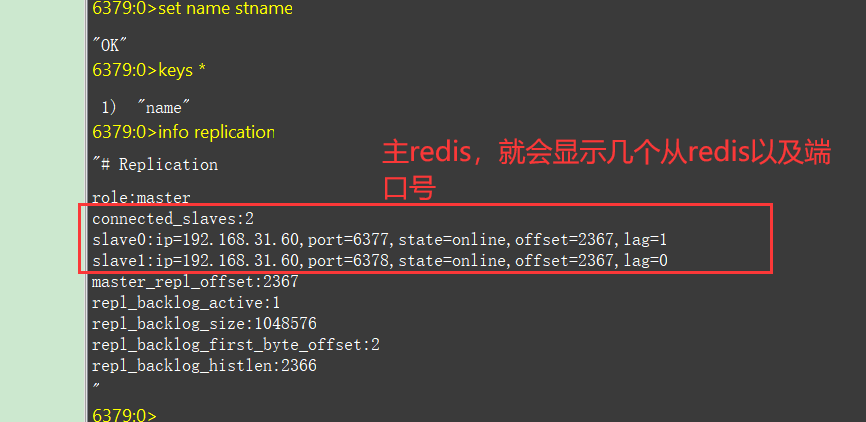 6379:0>set name stname
"OK"
6379:0>keys *
1)  "name"
6379:0>info replication
"# Replication
主redis，就会显示几个从redis以及端
口号
role:master
connected_slaves:2
slave0:ip=192.168.31.60,port=6377,state=online,offset=2367,lag=1
slave1:ip=192.168.31.60,port=6378,state=online,offset=2367,lag=0
master_repl_offset:2367
repl_backlog_active:1
repl_backlog_size:1048576
repl_backlog_first_byte_offset:2
repl_backlog_histlen:2366
"
6379:0>